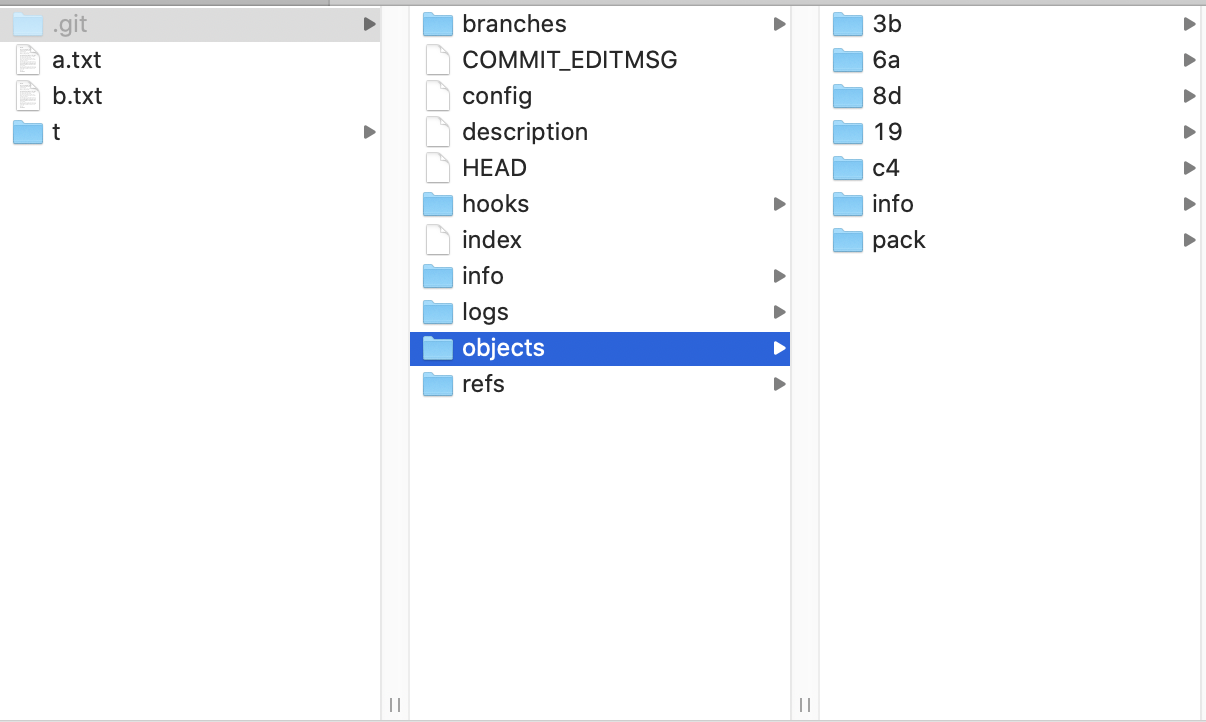 .git
a.txt
b.txt
t
branches
COMMIT_EDITMSG
config
description
HEAD
hooks
index
info
logs
objects
refs
3b
6a
8d
19
c4
info
pack